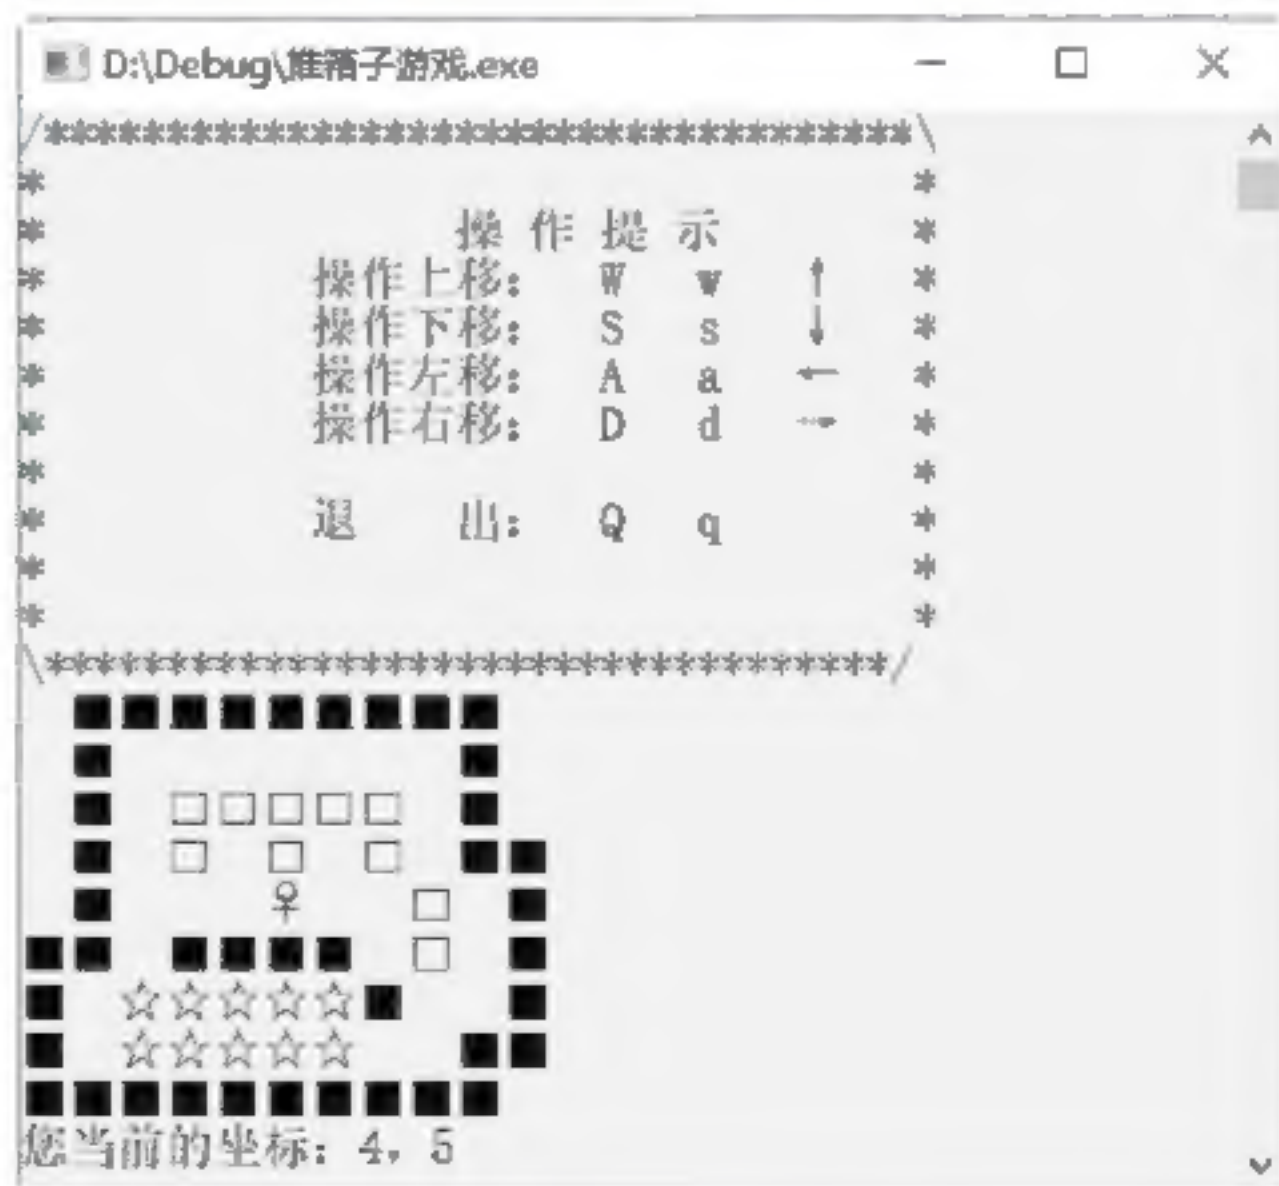 D:\Debug\推箱子游戏.exe
/************************************\
* *
* 操 作 提 示 *
* 操作上移: W w ↑ *
* 操作下移: S s ↓ *
* 操作左移: A a ← *
* 操作右移: D d → *
* *
* 退 出: Q q *
* *
* *
\***********************************/
■■■■■■■■■
■ ■
■ □□□□□ ■
■ □ □ □ ■■
■ ♀ □ ■
■■ ■■■■ □ ■
■ ☆☆☆☆☆■ ■
■ ☆☆☆☆☆ ■■
■■■■■■■■■■
您当前的坐标: 4, 5